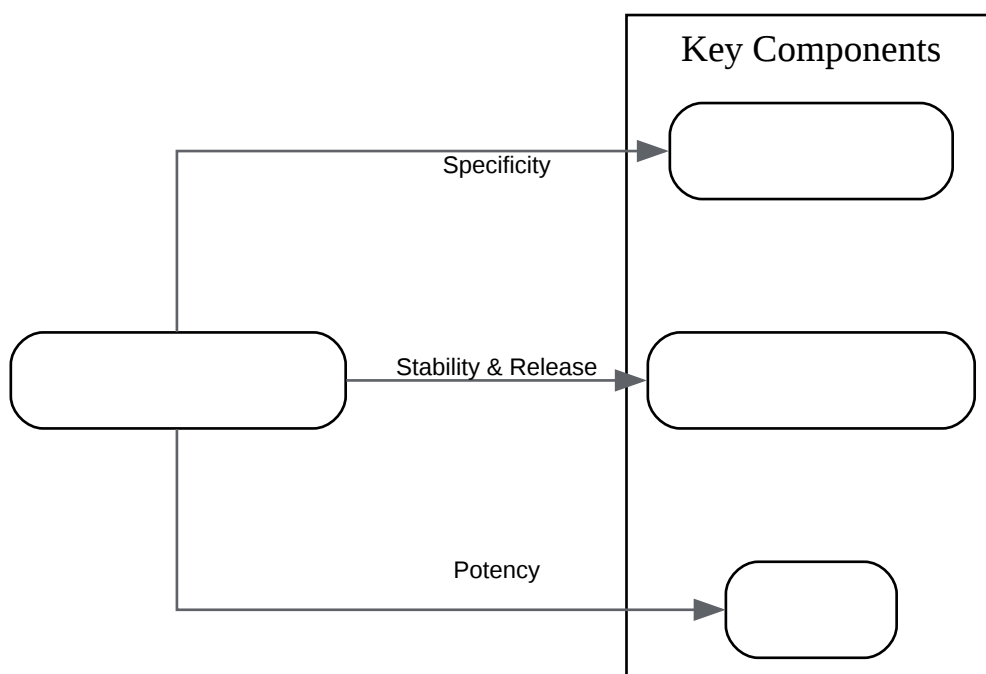 Key Components
Specificity
Stability & Release
Potency